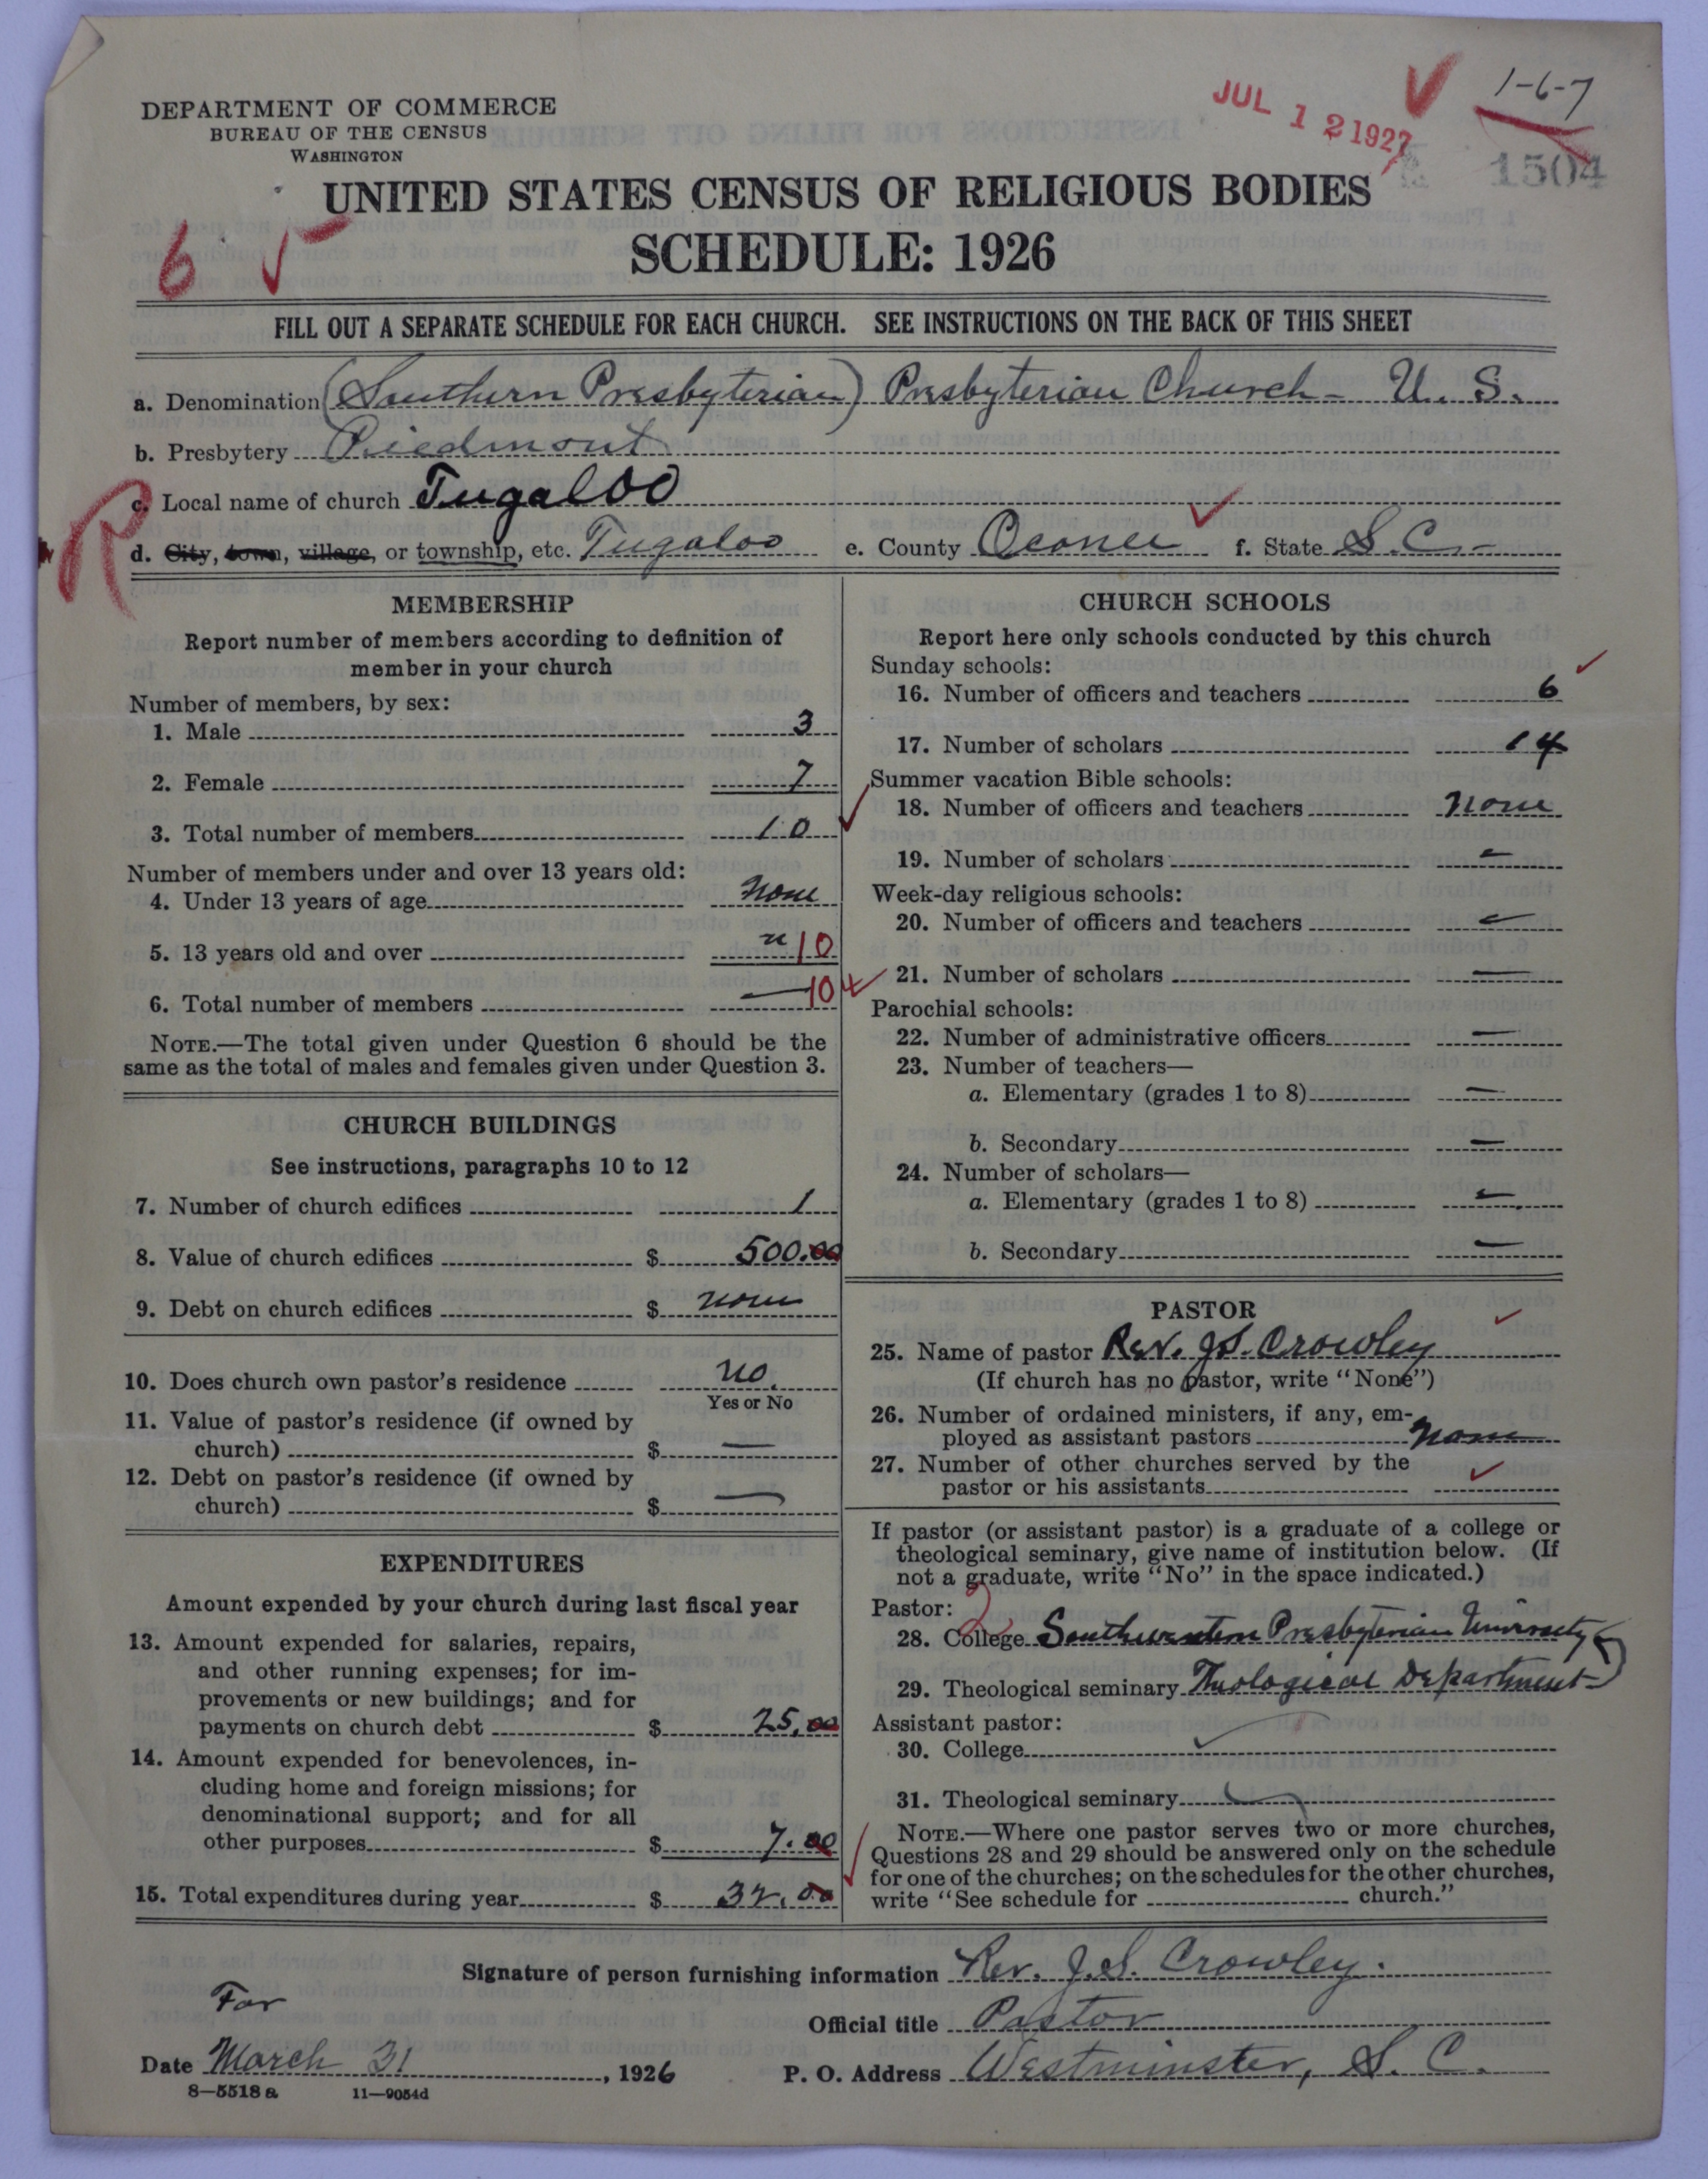 DEPARTMENT OF COMMERCE
BUREAU OF THE CENSUS
WASHINGTON
JUL 12 1927
1-6-7
1504
UNITED STATES CENSUS OF RELIGIOUS BODIES
SCHEDULE: 1926
6
FILL OUT A SEPARATE SCHEDULE FOR EACH CHURCH. SEE INSTRUCTIONS ON THE BACK OF THIS SHEET
a. Denomination (Southern Presbyterian) Presbyterian Church - U. S.
b. Presbytery Piedmont
R
c. Local name of church Tugaloo
d. City, town, village, or township, etc. Tugaloo e. County Oconee f. State S.C.
MEMBERSHIP
Report number of members according to definition of
member in your church
Number of members, by sex:
1. Male 3
2. Female 7
3. Total number of members 10
Number of members under and over 13 years old:
4. Under 13 years of age none
5. 13 years old and over " 10
6. Total number of members — 10
NOTE.—The total given under Question 6 should be the
same as the total of males and females given under Question 3.
CHURCH BUILDINGS
See instructions, paragraphs 10 to 12
7. Number of church edifices 1
8. Value of church edifices $ 500.00
9. Debt on church edifices $ none
10. Does church own pastor's residence no.
Yes or No
11. Value of pastor's residence (if owned by
church) $ —
12. Debt on pastor's residence (if owned by
church) $ —
EXPENDITURES
Amount expended by your church during last fiscal year
13. Amount expended for salaries, repairs,
and other running expenses; for im-
provements or new buildings; and for
payments on church debt $ 25.00
14. Amount expended for benevolences, in-
cluding home and foreign missions; for
denominational support; and for all
other purposes $ 7.00
15. Total expenditures during year $ 32.00
CHURCH SCHOOLS
Report here only schools conducted by this church
Sunday schools:
16. Number of officers and teachers 6
17. Number of scholars 14
Summer vacation Bible schools:
18. Number of officers and teachers none
19. Number of scholars —
Week-day religious schools:
20. Number of officers and teachers —
21. Number of scholars —
Parochial schools:
22. Number of administrative officers —
23. Number of teachers—
a. Elementary (grades 1 to 8) —
b. Secondary —
24. Number of scholars—
a. Elementary (grades 1 to 8) —
b. Secondary —
PASTOR
25. Name of pastor Rev. J.S. Crowley
(If church has no pastor, write "None")
26. Number of ordained ministers, if any, em-
ployed as assistant pastors none
27. Number of other churches served by the
pastor or his assistants
If pastor (or assistant pastor) is a graduate of a college or
theological seminary, give name of institution below. (If
not a graduate, write "No" in the space indicated.)
Pastor: 2
28. College Southwestern Presbyterian University
29. Theological seminary Theological Department
Assistant pastor:
30. College
31. Theological seminary
NOTE.—Where one pastor serves two or more churches,
Questions 28 and 29 should be answered only on the schedule
for one of the churches; on the schedules for the other churches,
write "See schedule for church."
Signature of person furnishing information Rev. J.S. Crowley.
Official title Pastor
For
Date March 31, 1926 P. O. Address Westminster, S. C.
8—5518a 11—9054d